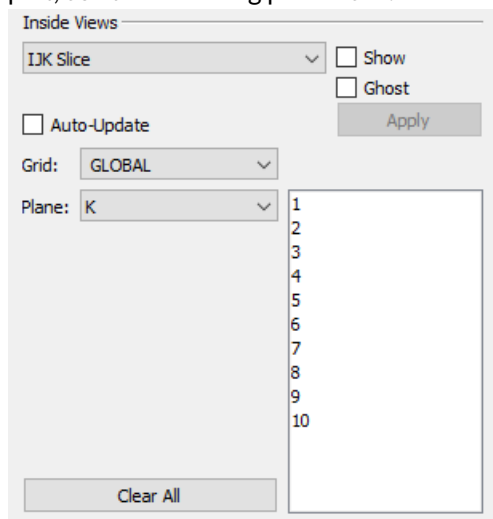 Inside Views
IJK Slice
Show
Ghost
Auto-Update
Apply
Grid: GLOBAL
Plane: K
1
2
3
4
5
6
7
8
9
10
Clear All